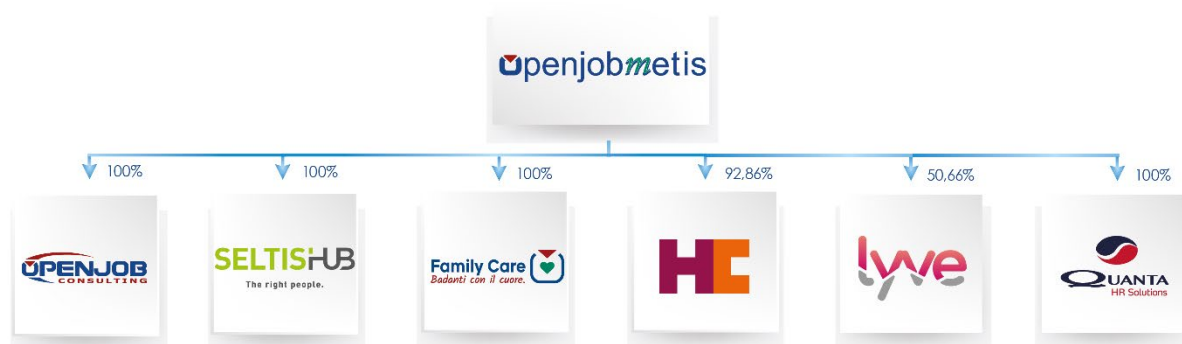 openjobmetis
100%
100%
100%
92,86%
50,66%
100%
OPENJOB
CONSULTING
SELTISHUB
The right people.
Family Care
Badanti con il cuore.
HC
lyve
QUANTA
HR Solutions